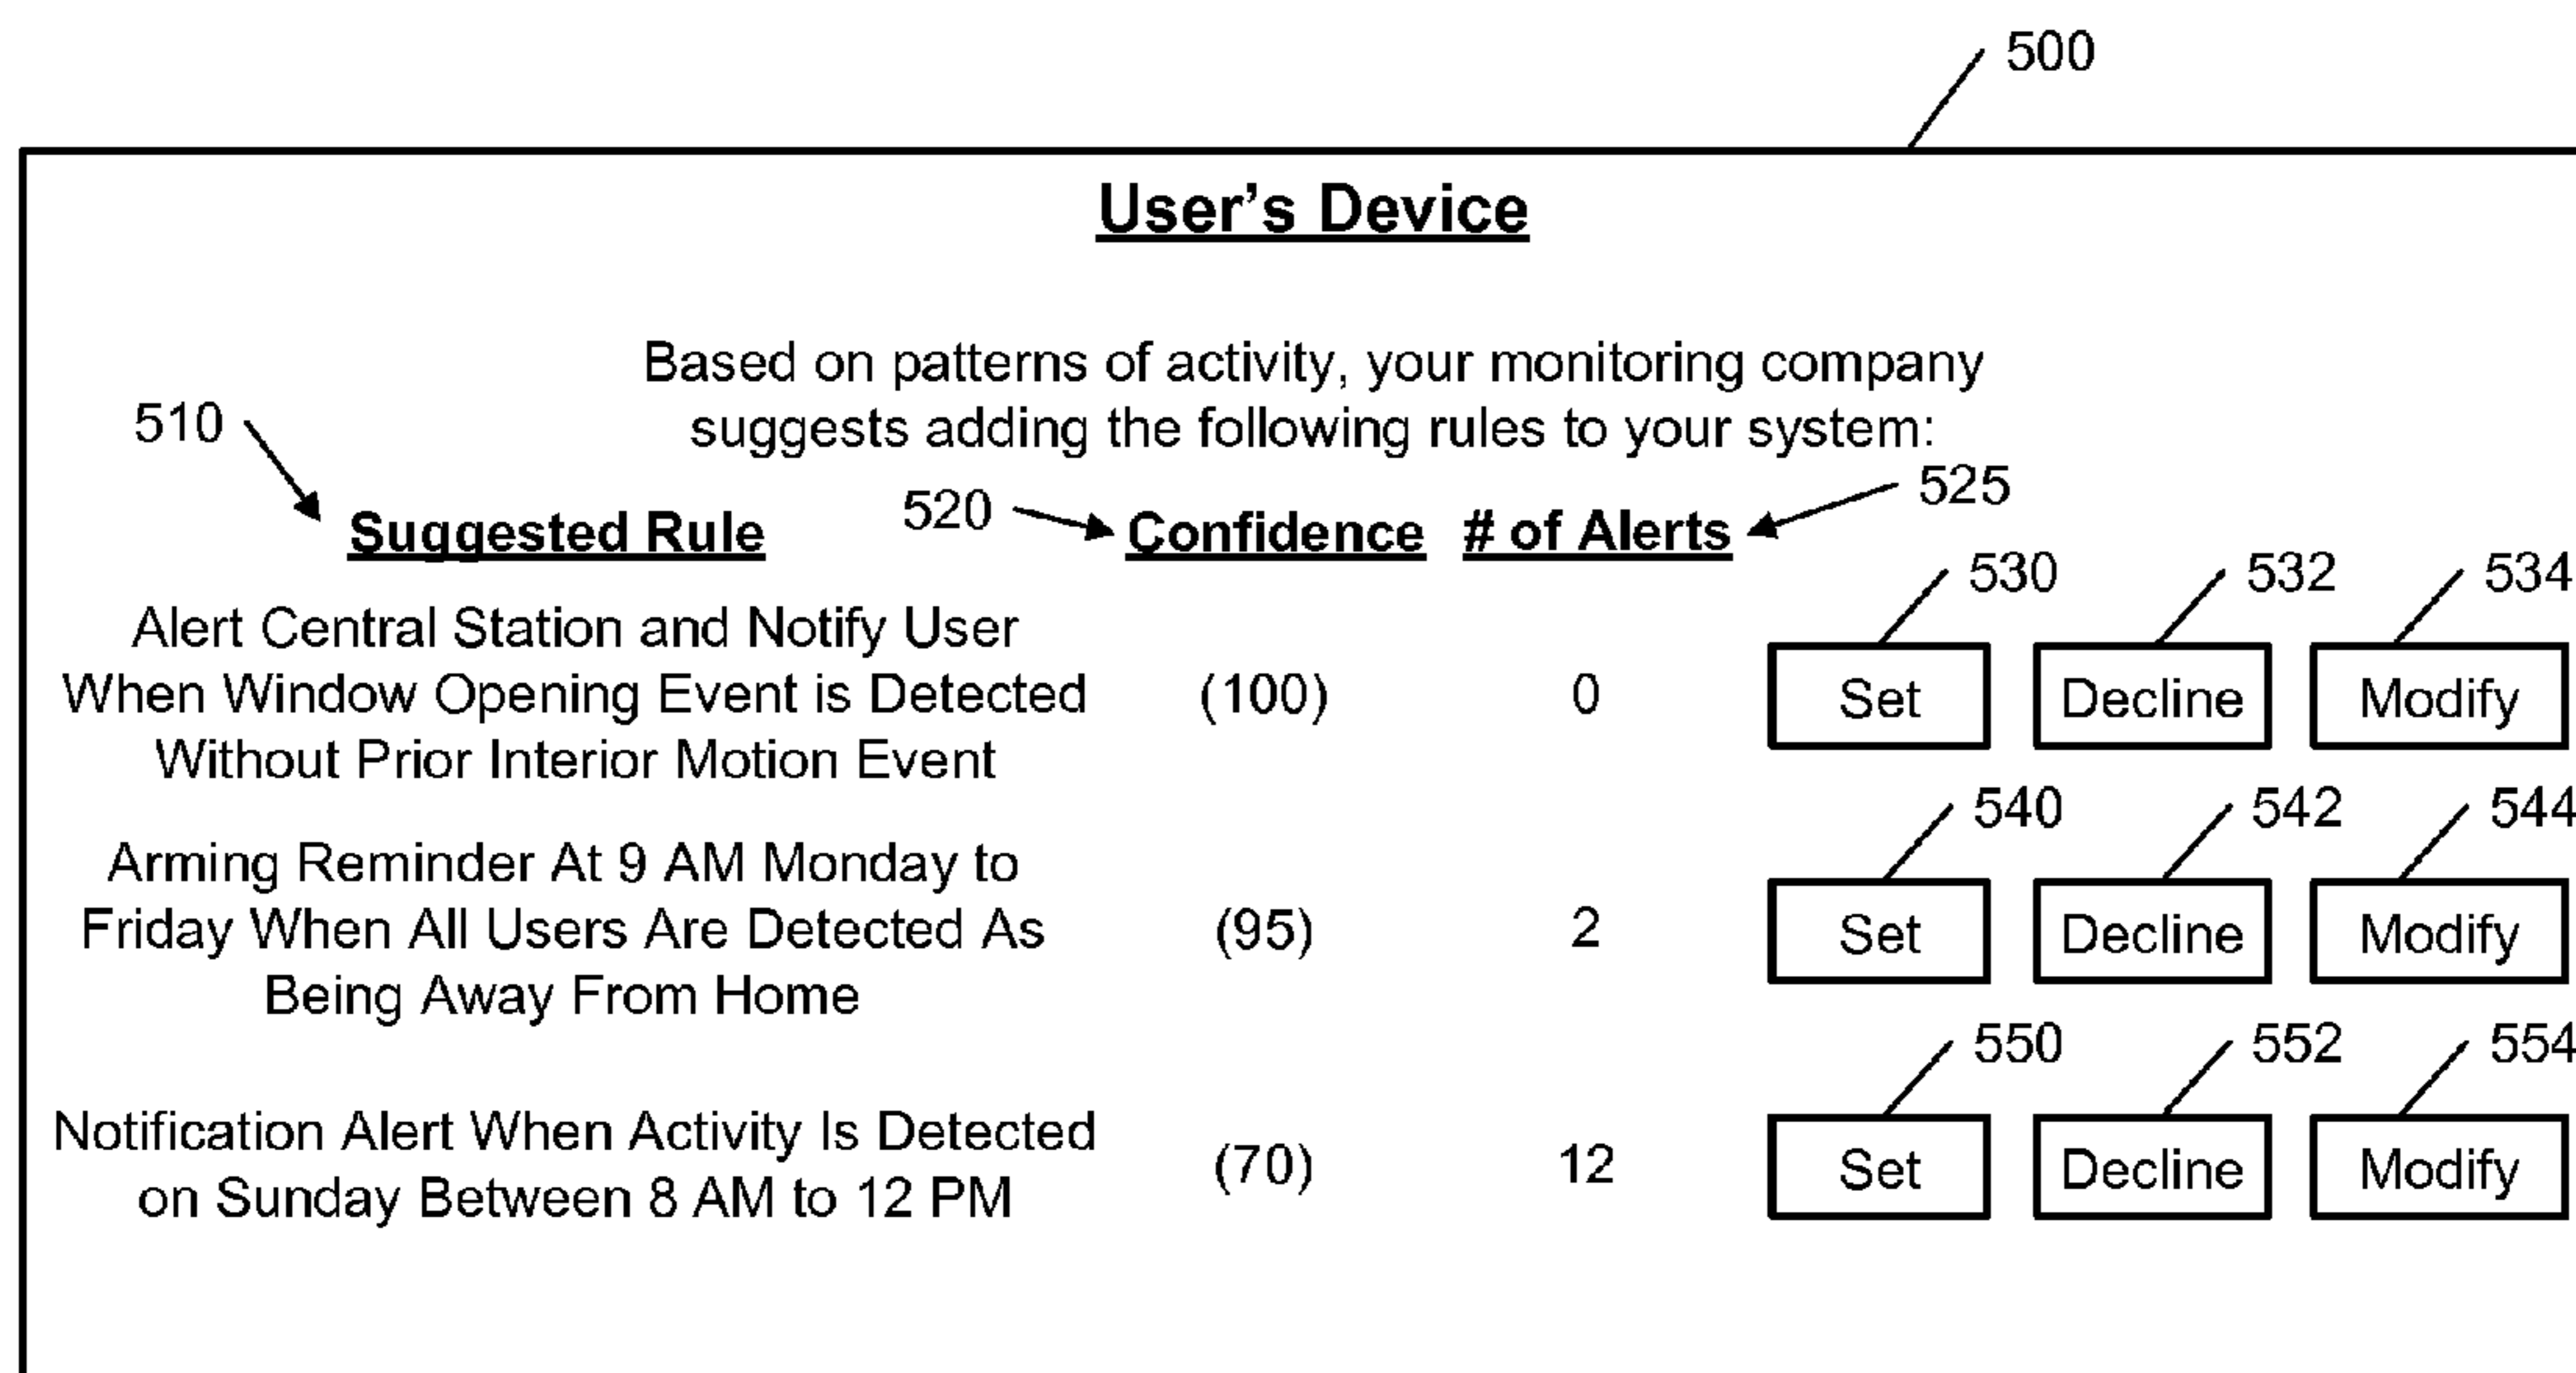 500
User's Device
Based on patterns of activity, your monitoring company
suggests adding the following rules to your system:
510
520
525
Suggested Rule Confidence # of Alerts
530 532 534
Alert Central Station and Notify User
When Window Opening Event is Detected (100) 0 Set Decline Modify
Without Prior Interior Motion Event
540 542 544
Arming Reminder At 9 AM Monday to
Friday When All Users Are Detected As (95) 2 Set Decline Modify
Being Away From Home
550 552 554
Notification Alert When Activity Is Detected
on Sunday Between 8 AM to 12 PM
(70) 12 Set Decline Modify